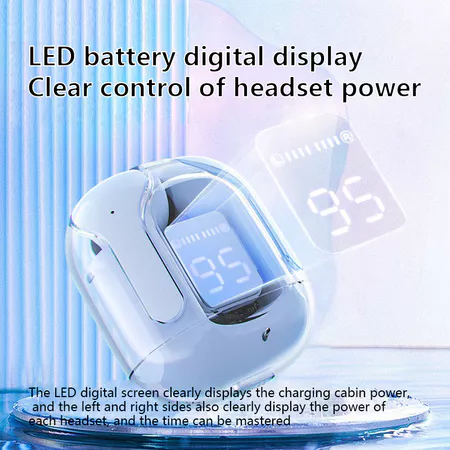 LED battery digital display
Clear control of headset power
95
95
The LED digital screen clearly displays the charging cabin power,
and the left and right sides also clearly display the power of
each headset, and the time can be mastered